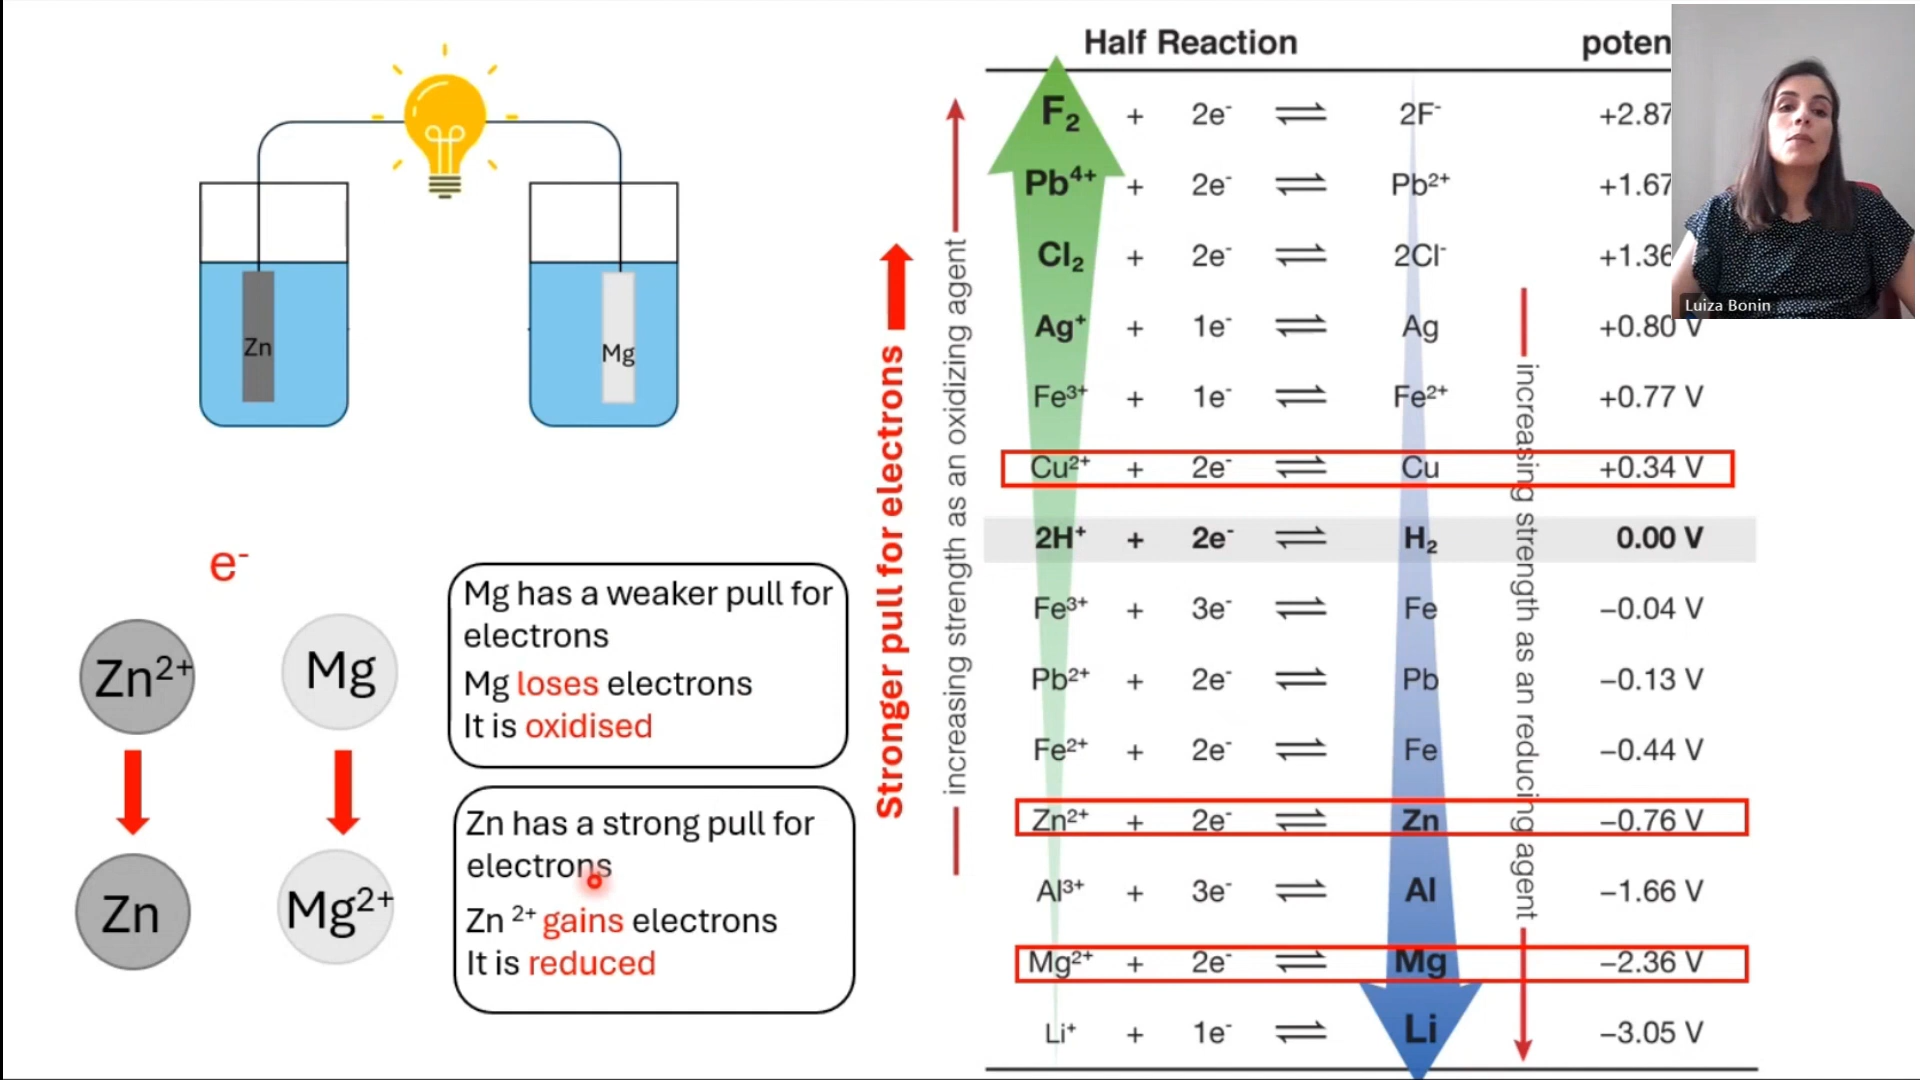 Half Reaction poten
F₂ + 2e⁻ ⇌ 2F⁻ +2.87
Pb⁴⁺ + 2e⁻ ⇌ Pb²⁺ +1.67
Cl₂ + 2e⁻ ⇌ 2Cl⁻ +1.36
Ag⁺ + 1e⁻ ⇌ Ag +0.80 V
Fe³⁺ + 1e⁻ ⇌ Fe²⁺ +0.77 V
Cu²⁺ + 2e⁻ ⇌ Cu +0.34 V
2H⁺ + 2e⁻ ⇌ H₂ 0.00 V
Fe³⁺ + 3e⁻ ⇌ Fe −0.04 V
Pb²⁺ + 2e⁻ ⇌ Pb −0.13 V
Fe²⁺ + 2e⁻ ⇌ Fe −0.44 V
Zn²⁺ + 2e⁻ ⇌ Zn −0.76 V
Al³⁺ + 3e⁻ ⇌ Al −1.66 V
Mg²⁺ + 2e⁻ ⇌ Mg −2.36 V
Li⁺ + 1e⁻ ⇌ Li −3.05 V
Stronger pull for electrons
increasing strength as an oxidizing agent
increasing strength as an reducing agent
Luiza Bonin
Zn
Mg
e⁻
Zn²⁺
Mg
Zn
Mg²⁺
Mg has a weaker pull for
electrons
Mg loses electrons
It is oxidised
Zn has a strong pull for
electrons
Zn ²⁺ gains electrons
It is reduced